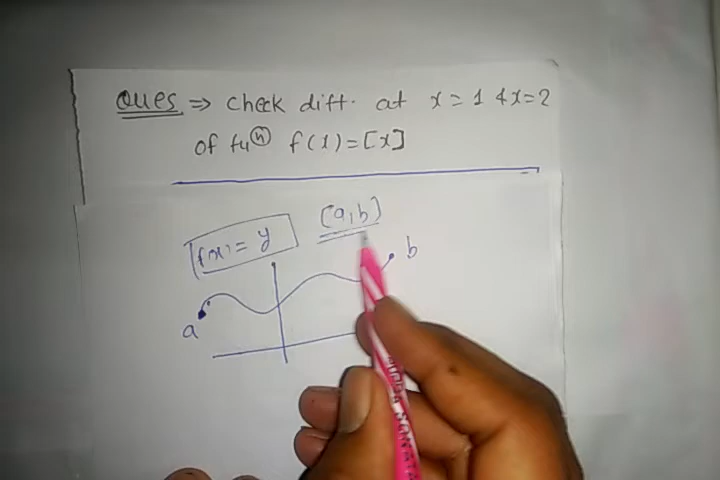 Ques ⇒ Check diff. at x = 1 & x = 2
of fuⁿ f(x) = [x]
f(x) = y [a,b]
b
a